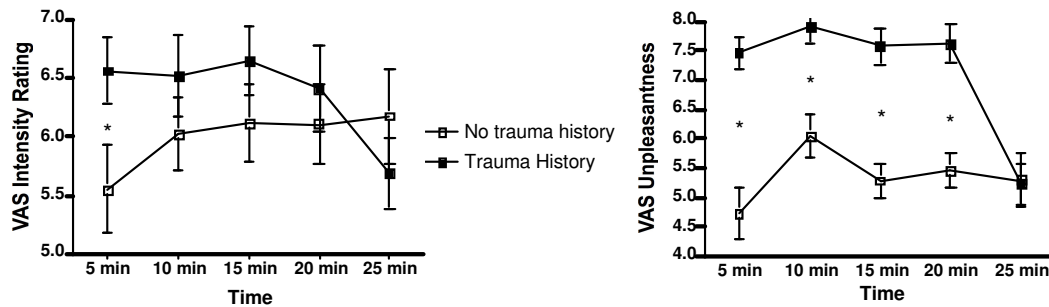 VAS Intensity Rating
7.0
6.5
6.0
5.5
5.0
*
5 min 10 min 15 min 20 min 25 min
Time
No trauma history
Trauma History
VAS Unpleasantness
8.0
7.5
7.0
6.5
6.0
5.5
5.0
4.5
4.0
* * * *
5 min 10 min 15 min 20 min 25 min
Time